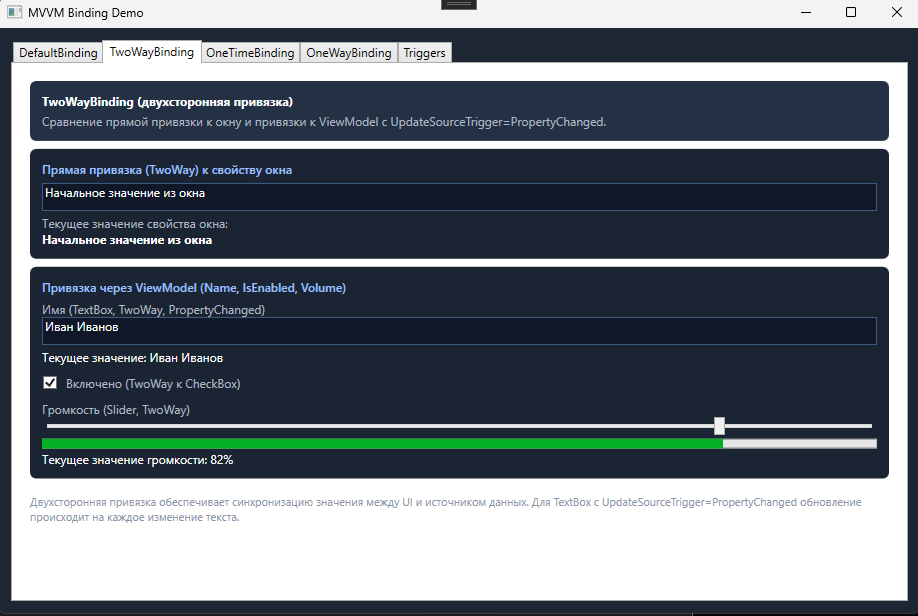 MVVM Binding Demo
DefaultBinding
TwoWayBinding
OneTimeBinding
OneWayBinding
Triggers
TwoWayBinding (двухсторонняя привязка)
Сравнение прямой привязки к окну и привязки к ViewModel с UpdateSourceTrigger=PropertyChanged.
Прямая привязка (TwoWay) к свойству окна
Начальное значение из окна
Текущее значение свойства окна:
Начальное значение из окна
Привязка через ViewModel (Name, IsEnabled, Volume)
Имя (TextBox, TwoWay, PropertyChanged)
Иван Иванов
Текущее значение: Иван Иванов
Включено (TwoWay к CheckBox)
Громкость (Slider, TwoWay)
Текущее значение громкости: 82%
Двухсторонняя привязка обеспечивает синхронизацию значения между UI и источником данных. Для TextBox с UpdateSourceTrigger=PropertyChanged обновление
происходит на каждое изменение текста.